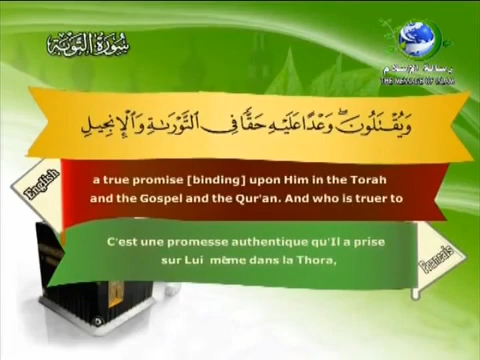 سُورَةُ التَّوْبَةِ
رسالة الإسلام
THE MESSAGE OF ISLAM
وَيُقْتَلُونَ ۖ وَعْدًا عَلَيْهِ حَقًّا فِي التَّوْرَىٰةِ وَالْإِنجِيلِ
English
a true promise [binding] upon Him in the Torah
and the Gospel and the Qur'an. And who is truer to
C'est une promesse authentique qu'Il a prise
sur Lui même dans la Thora,
Francais